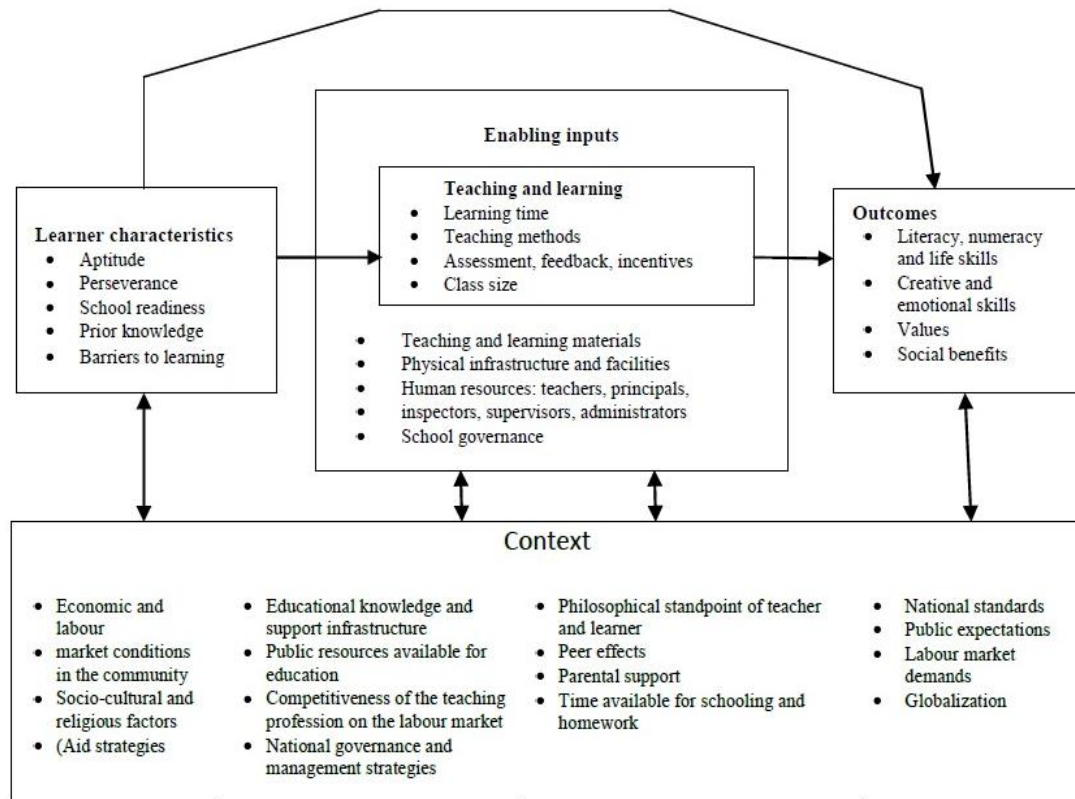 Enabling inputs
Learner characteristics
• Aptitude
• Perseverance
• School readiness
• Prior knowledge
• Barriers to learning
Teaching and learning
• Learning time
• Teaching methods
• Assessment, feedback, incentives
• Class size
• Teaching and learning materials
• Physical infrastructure and facilities
• Human resources: teachers, principals,
• inspectors, supervisors, administrators
• School governance
Outcomes
• Literacy, numeracy
and life skills
• Creative and
emotional skills
• Values
• Social benefits
Context
• Economic and
labour
• market conditions
in the community
• Socio-cultural and
religious factors
• (Aid strategies
• Educational knowledge and
support infrastructure
• Public resources available for
education
• Competitiveness of the teaching
profession on the labour market
• National governance and
management strategies
• Philosophical standpoint of teacher
and learner
• Peer effects
• Parental support
• Time available for schooling and
homework
• National standards
• Public expectations
• Labour market
demands
• Globalization